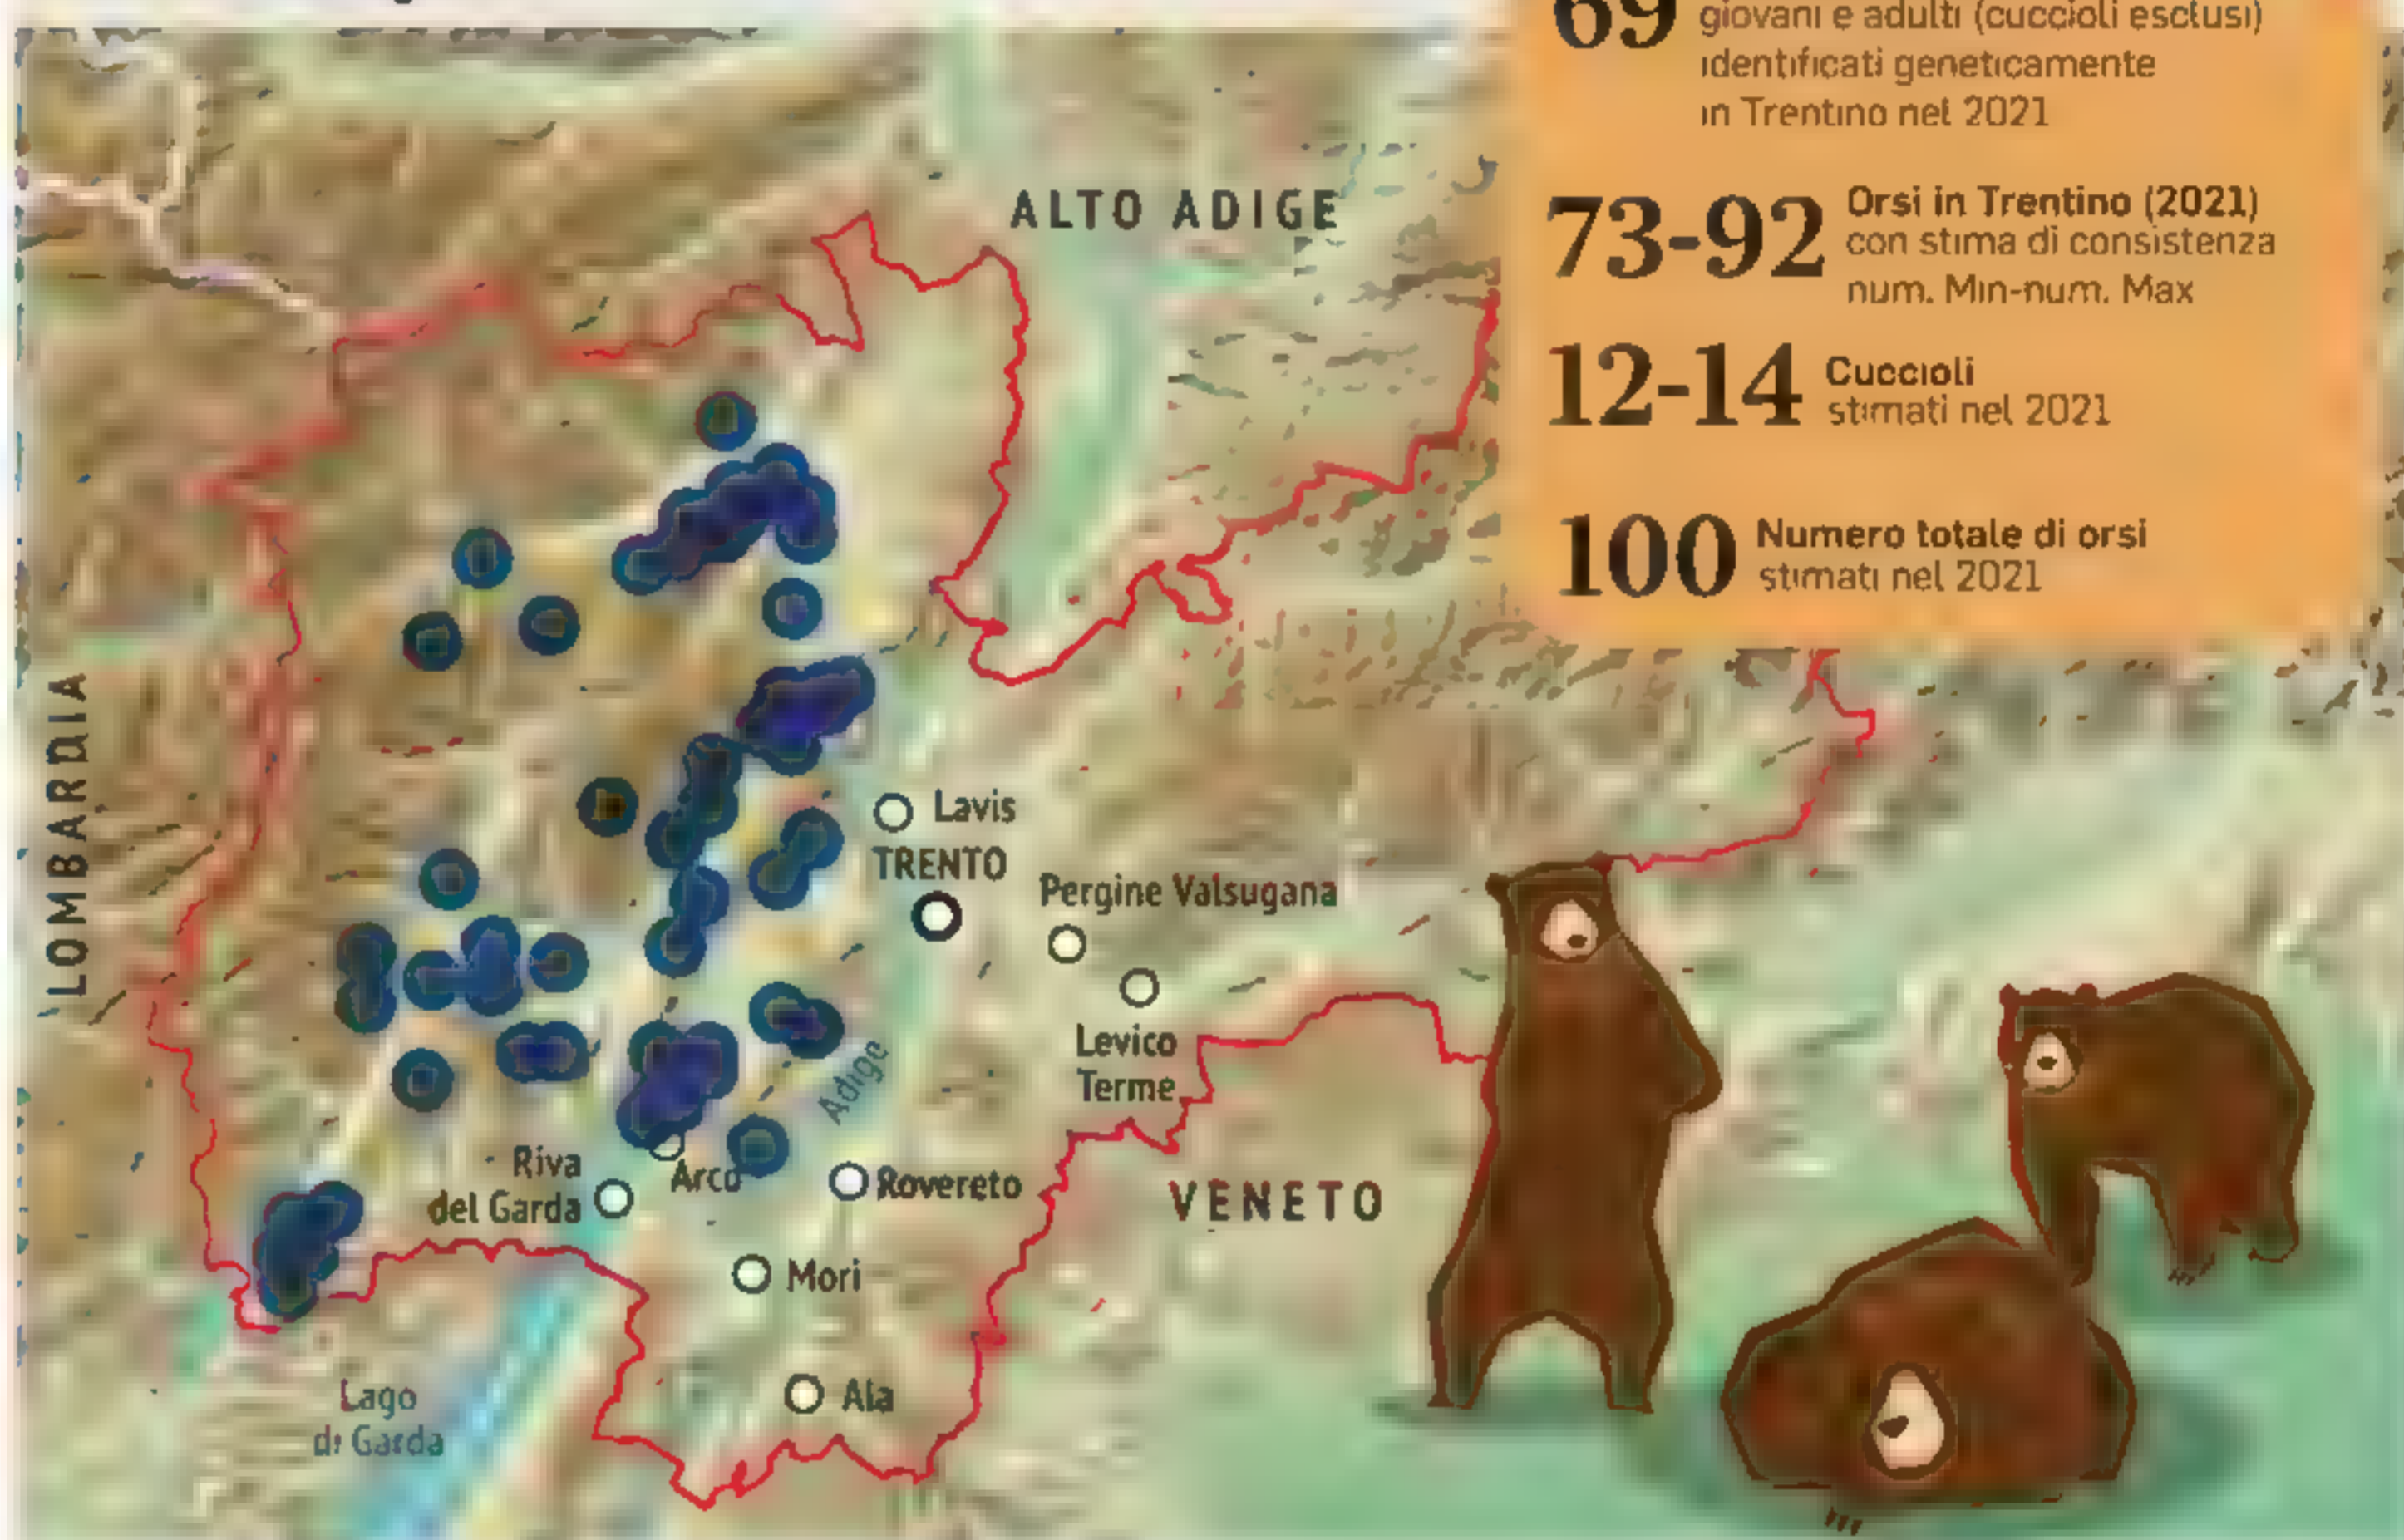 69
giovani e adulti (cuccioli esclusi)
identificati geneticamente
in Trentino nel 2021
73-92
Orsi in Trentino (2021)
con stima di consistenza
num. Min-num. Max
12-14
Cuccioli
stimati nel 2021
100
Numero totale di orsi
stimati nel 2021
ALTO ADIGE
LOMBARDIA
Lavis
TRENTO
Pergine Valsugana
Levico
Terme
Adige
Riva
del Garda
Arco
Rovereto
VENETO
Mori
Ala
Lago
di Garda